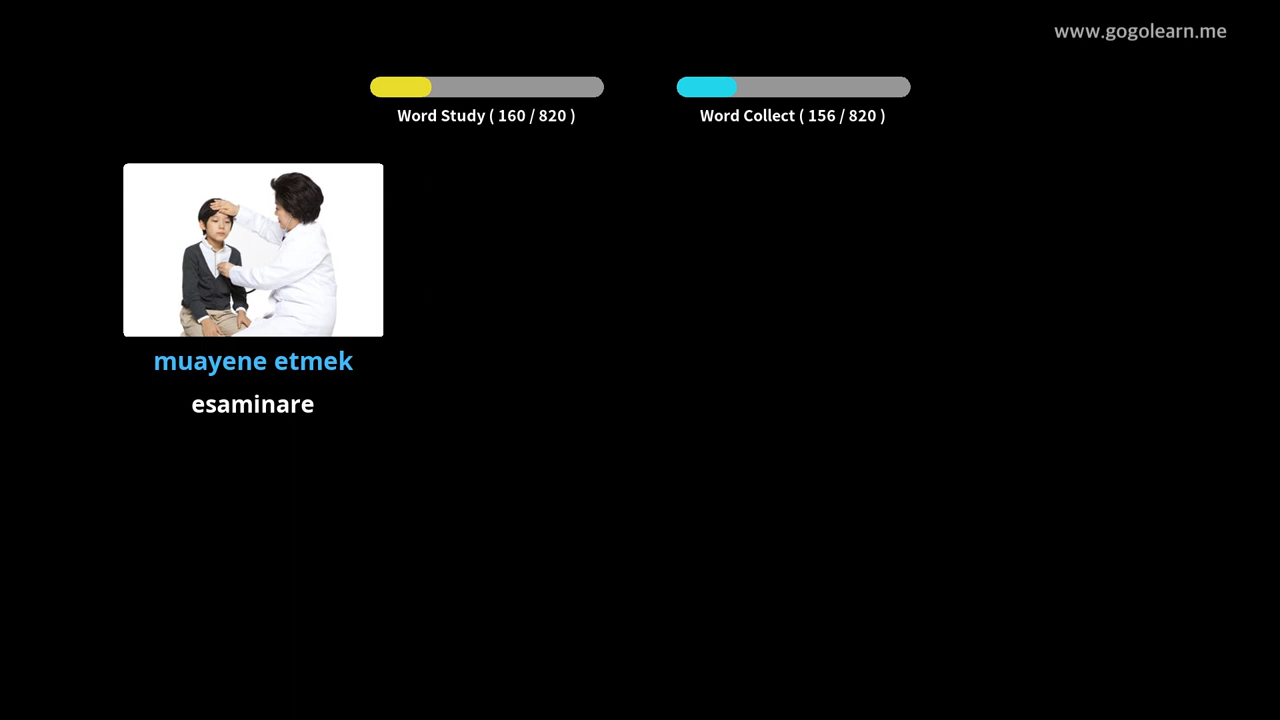 www.gogolearn.me
Word Study ( 160 / 820 )
Word Collect ( 156 / 820 )
muayene etmek
esaminare